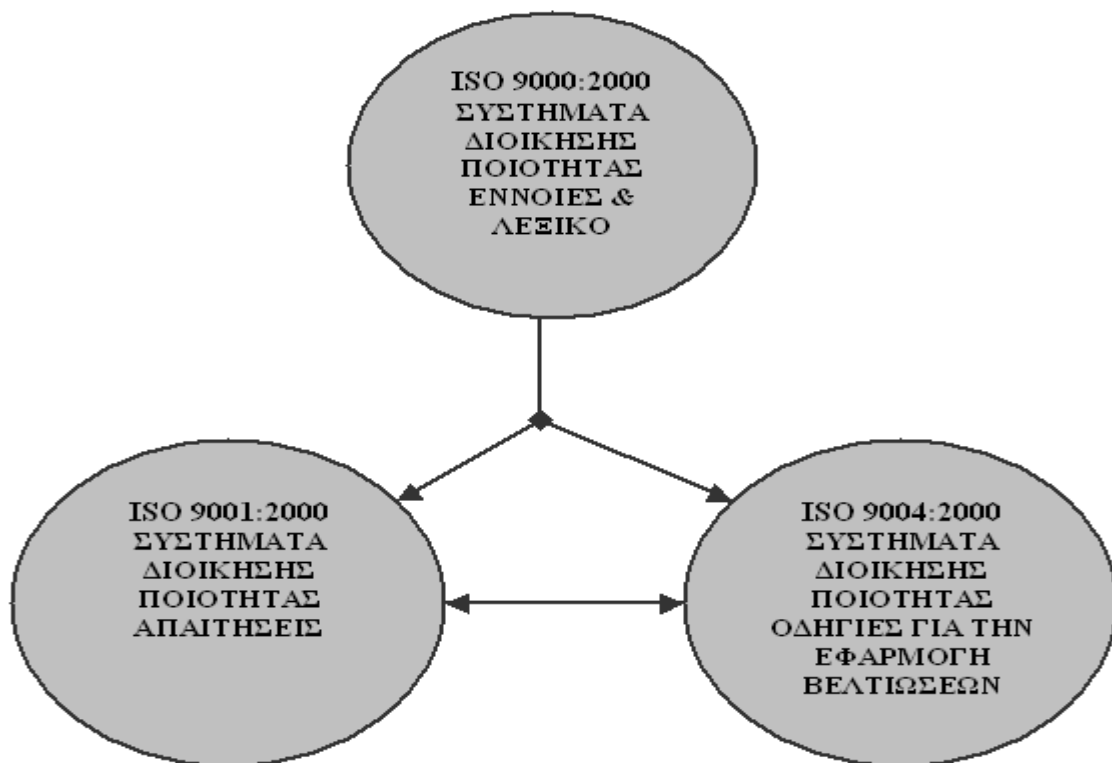 ISO 9000:2000
ΣΥΣΤΗΜΑΤΑ
ΔΙΟΙΚΗΣΗΣ
ΠΟΙΟΤΗΤΑΣ
ΕΝΝΟΙΕΣ &
ΛΕΞΙΚΟ
ISO 9001:2000
ΣΥΣΤΗΜΑΤΑ
ΔΙΟΙΚΗΣΗΣ
ΠΟΙΟΤΗΤΑΣ
ΑΠΑΙΤΗΣΕΙΣ
ISO 9004:2000
ΣΥΣΤΗΜΑΤΑ
ΔΙΟΙΚΗΣΗΣ
ΠΟΙΟΤΗΤΑΣ
ΟΔΗΓΙΕΣ ΓΙΑ ΤΗΝ
ΕΦΑΡΜΟΓΗ
ΒΕΛΤΙΩΣΕΩΝ